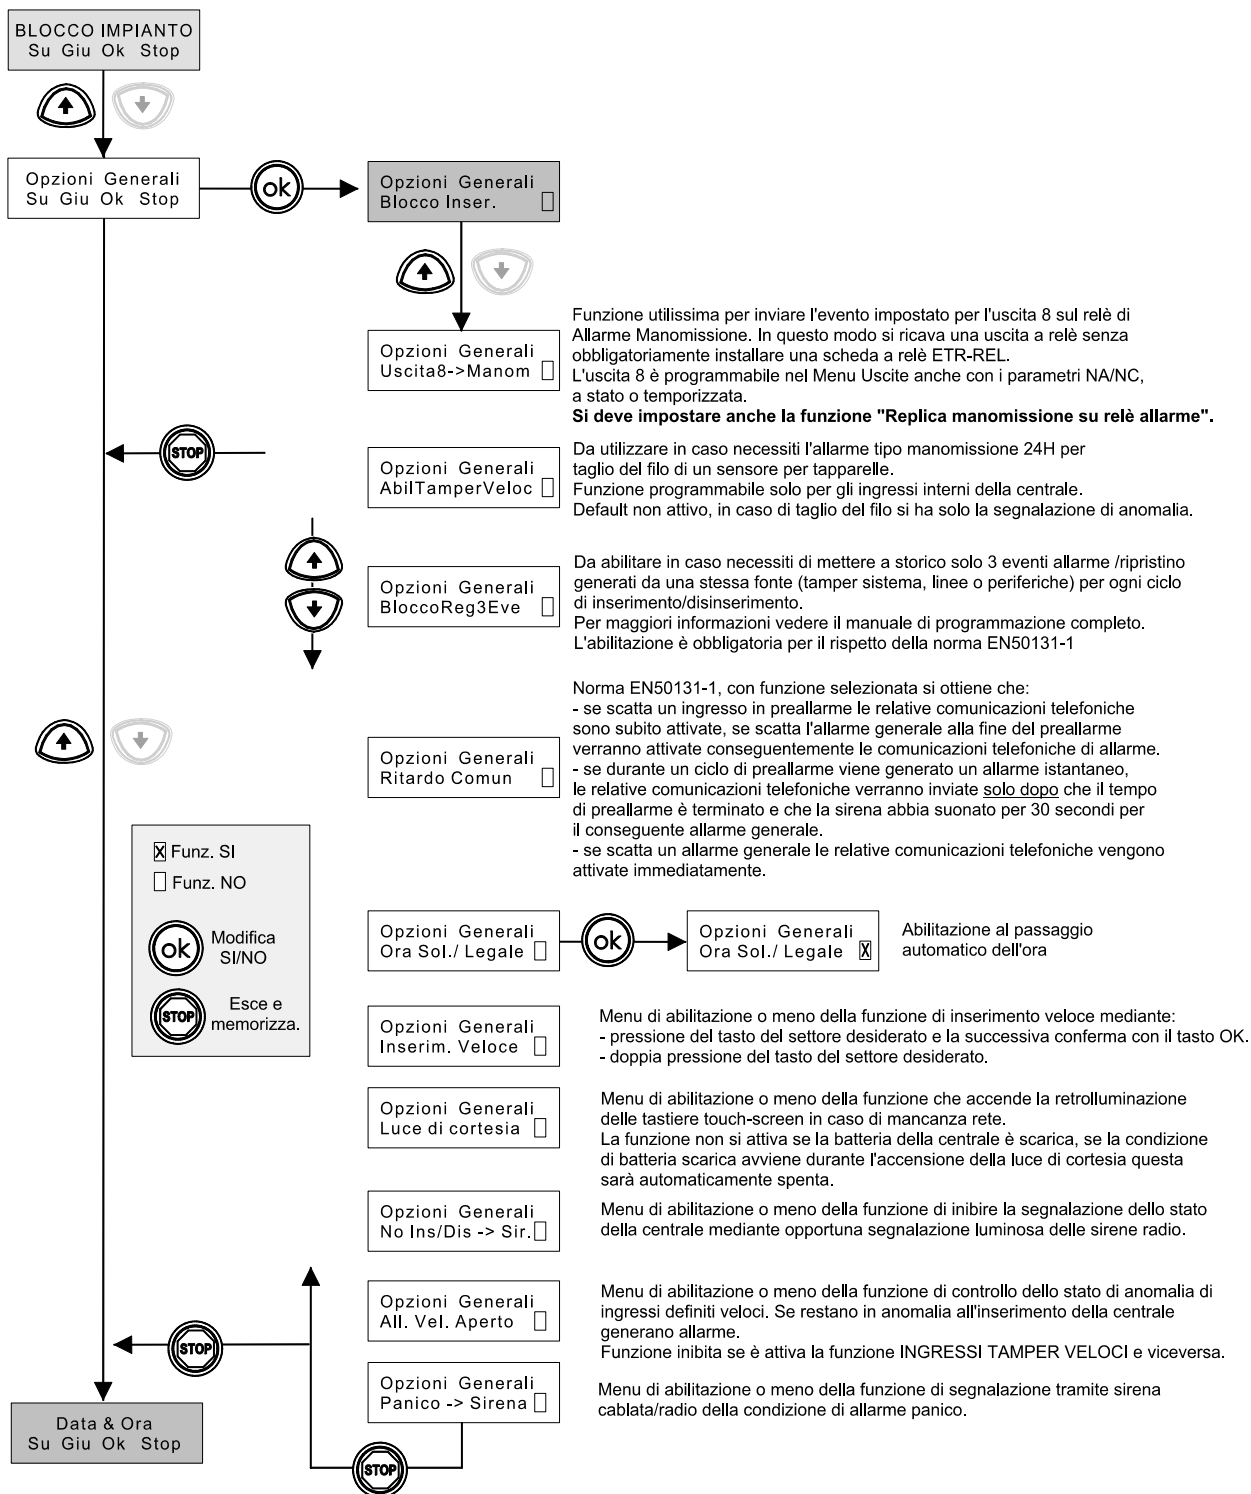 BLOCCO IMPIANTO
Su Giu Ok Stop
Opzioni Generali
Su Giu Ok Stop
ok
Opzioni Generali
Blocco Inser.
Opzioni Generali
Uscita8->Manom
Funzione utilissima per inviare l'evento impostato per l'uscita 8 sul relè di
Allarme Manomissione. In questo modo si ricava una uscita a relè senza
obbligatoriamente installare una scheda a relè ETR-REL.
L'uscita 8 è programmabile nel Menu Uscite anche con i parametri NA/NC,
a stato o temporizzata.
Si deve impostare anche la funzione "Replica manomissione su relè allarme".
STOP
Opzioni Generali
AbilTamperVeloc
Da utilizzare in caso necessiti l'allarme tipo manomissione 24H per
taglio del filo di un sensore per tapparelle.
Funzione programmabile solo per gli ingressi interni della centrale.
Default non attivo, in caso di taglio del filo si ha solo la segnalazione di anomalia.
Opzioni Generali
BloccoReg3Eve
Da abilitare in caso necessiti di mettere a storico solo 3 eventi allarme /ripristino
generati da una stessa fonte (tamper sistema, linee o periferiche) per ogni ciclo
di inserimento/disinserimento.
Per maggiori informazioni vedere il manuale di programmazione completo.
L'abilitazione è obbligatoria per il rispetto della norma EN50131-1
Opzioni Generali
Ritardo Comun
Norma EN50131-1, con funzione selezionata si ottiene che:
- se scatta un ingresso in preallarme le relative comunicazioni telefoniche
sono subito attivate, se scatta l'allarme generale alla fine del preallarme
verranno attivate conseguentemente le comunicazioni telefoniche di allarme.
- se durante un ciclo di preallarme viene generato un allarme istantaneo,
le relative comunicazioni telefoniche verranno inviate solo dopo che il tempo
di preallarme è terminato e che la sirena abbia suonato per 30 secondi per
il conseguente allarme generale.
- se scatta un allarme generale le relative comunicazioni telefoniche vengono
attivate immediatamente.
X Funz. SI
Funz. NO
ok
Modifica
SI/NO
STOP
Esce e
memorizza.
Opzioni Generali
Ora Sol./ Legale
ok
Opzioni Generali
Ora Sol./ Legale X
Abilitazione al passaggio
automatico dell'ora
Opzioni Generali
Inserim. Veloce
Menu di abilitazione o meno della funzione di inserimento veloce mediante:
- pressione del tasto del settore desiderato e la successiva conferma con il tasto OK.
- doppia pressione del tasto del settore desiderato.
Opzioni Generali
Luce di cortesia
Menu di abilitazione o meno della funzione che accende la retrolluminazione
delle tastiere touch-screen in caso di mancanza rete.
La funzione non si attiva se la batteria della centrale è scarica, se la condizione
di batteria scarica avviene durante l'accensione della luce di cortesia questa
sarà automaticamente spenta.
Opzioni Generali
No Ins/Dis -> Sir.
Menu di abilitazione o meno della funzione di inibire la segnalazione dello stato
della centrale mediante opportuna segnalazione luminosa delle sirene radio.
Opzioni Generali
All. Vel. Aperto
Menu di abilitazione o meno della funzione di controllo dello stato di anomalia di
ingressi definiti veloci. Se restano in anomalia all'inserimento della centrale
generano allarme.
Funzione inibita se è attiva la funzione INGRESSI TAMPER VELOCI e viceversa.
STOP
Opzioni Generali
Panico -> Sirena
Menu di abilitazione o meno della funzione di segnalazione tramite sirena
cablata/radio della condizione di allarme panico.
Data & Ora
Su Giu Ok Stop
STOP